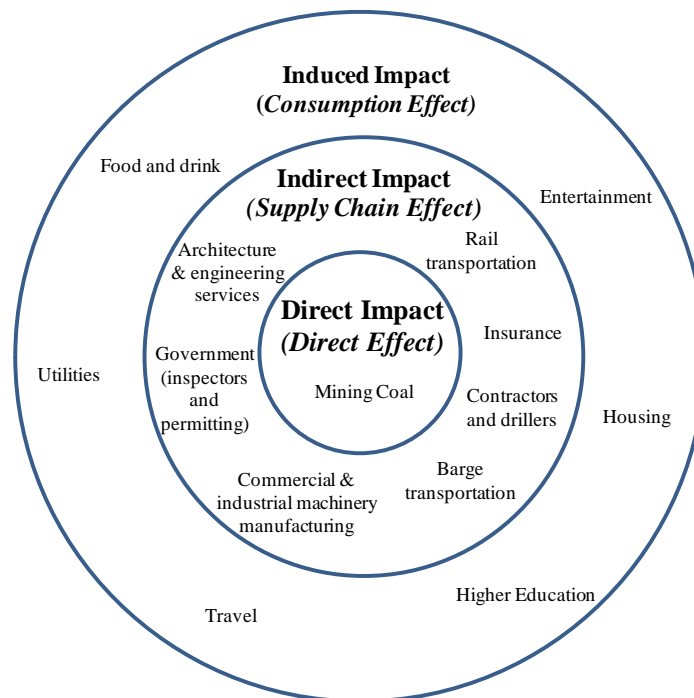 Induced Impact
(Consumption Effect)
Food and drink
Entertainment
Utilities
Housing
Travel
Higher Education
Indirect Impact
(Supply Chain Effect)
Architecture
& engineering
services
Rail
transportation
Government
(inspectors
and
permitting)
Insurance
Contractors
and drillers
Commercial &
industrial machinery
manufacturing
Barge
transportation
Direct Impact
(Direct Effect)
Mining Coal